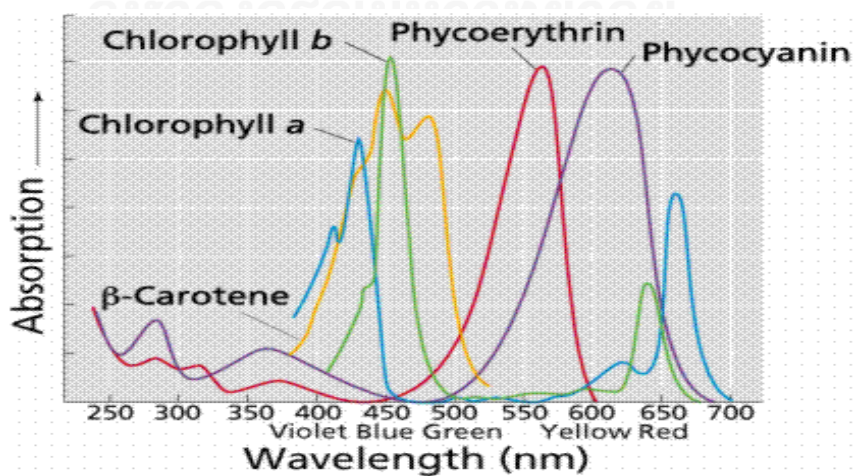 Chlorophyll b
Phycoerythrin
Phycocyanin
Chlorophyll a
β-Carotene
Absorption
250 300 350 400 450 500 550 600 650 700
Violet Blue Green Yellow Red
Wavelength (nm)